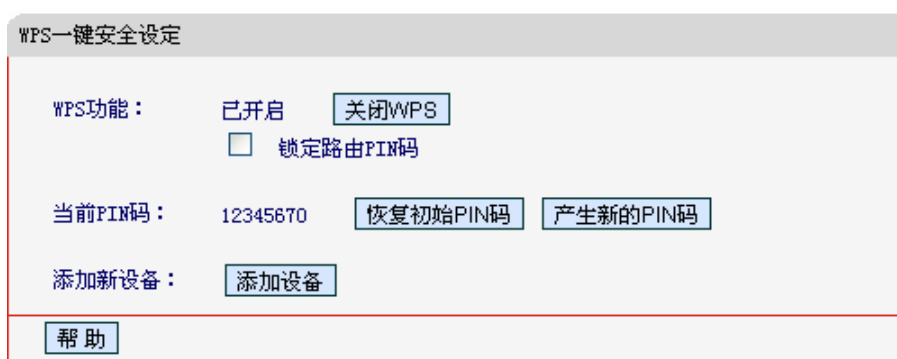 WPS一键安全设定
WPS功能： 已开启 关闭WPS
锁定路由PIN码
当前PIN码： 12345670 恢复初始PIN码 产生新的PIN码
添加新设备： 添加设备
帮助